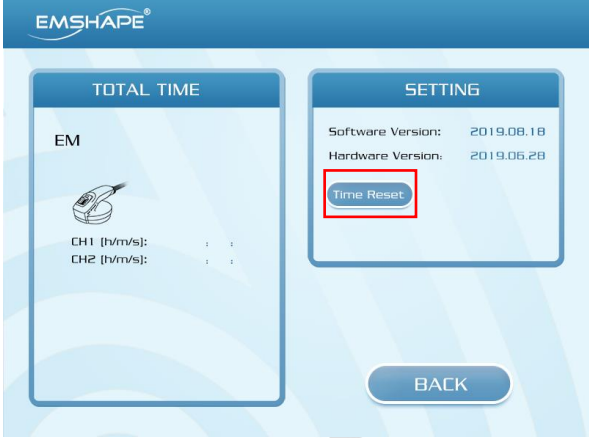 EMSHAPE®
TOTAL TIME
EM
CH1 [h/m/s]: : :
CH2 [h/m/s]: : :
SETTING
Software Version: 2019.08.18
Hardware Version: 2019.06.28
Time Reset
BACK